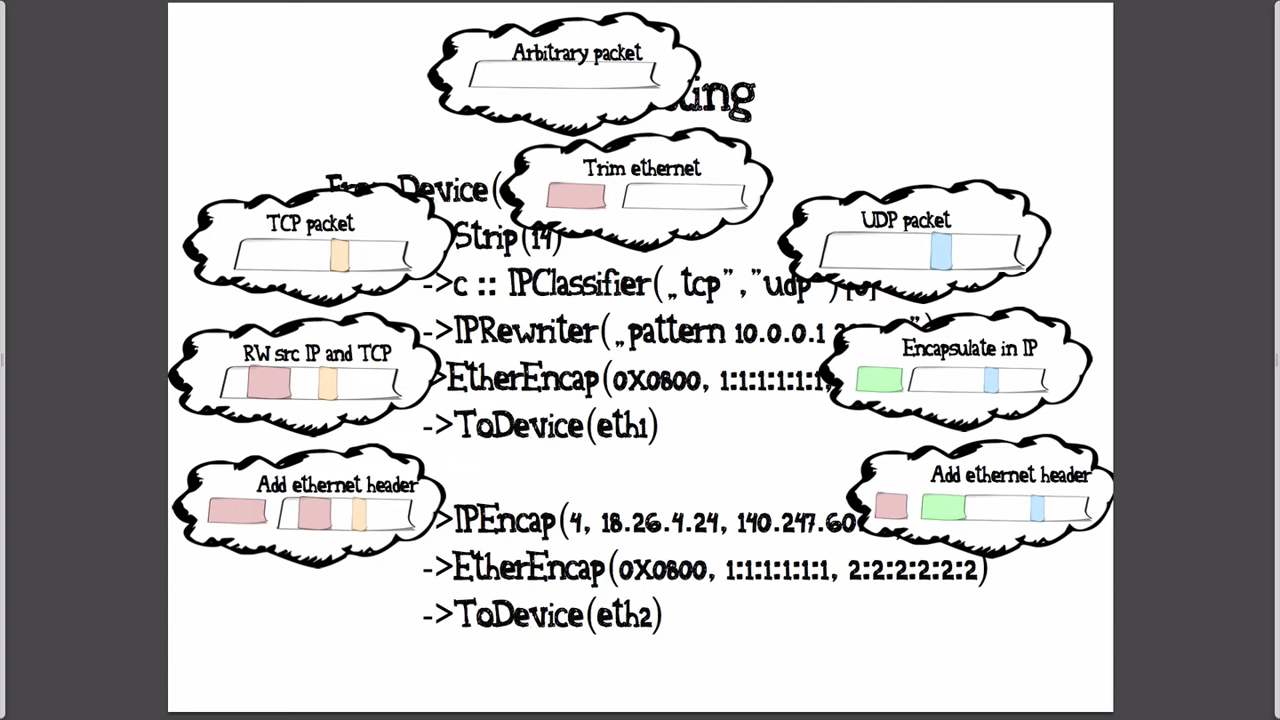 Arbitrary packet
Trim ethernet
Device(
TCP packet
UDP packet
Strip(14)
->c :: IPClassifier(„tcp”,”udp
RW src IP and TCP
->IPRewriter(„pattern 10.0.0.1
Encapsulate in IP
>EtherEncap(0X0800, 1:1:1:1:1:1,
->ToDevice(eth1)
Add ethernet header
Add ethernet header
>IPEncap(4, 18.26.4.24, 140.247.60
->EtherEncap(0X0800, 1:1:1:1:1:1, 2:2:2:2:2:2)
->ToDevice(eth2)